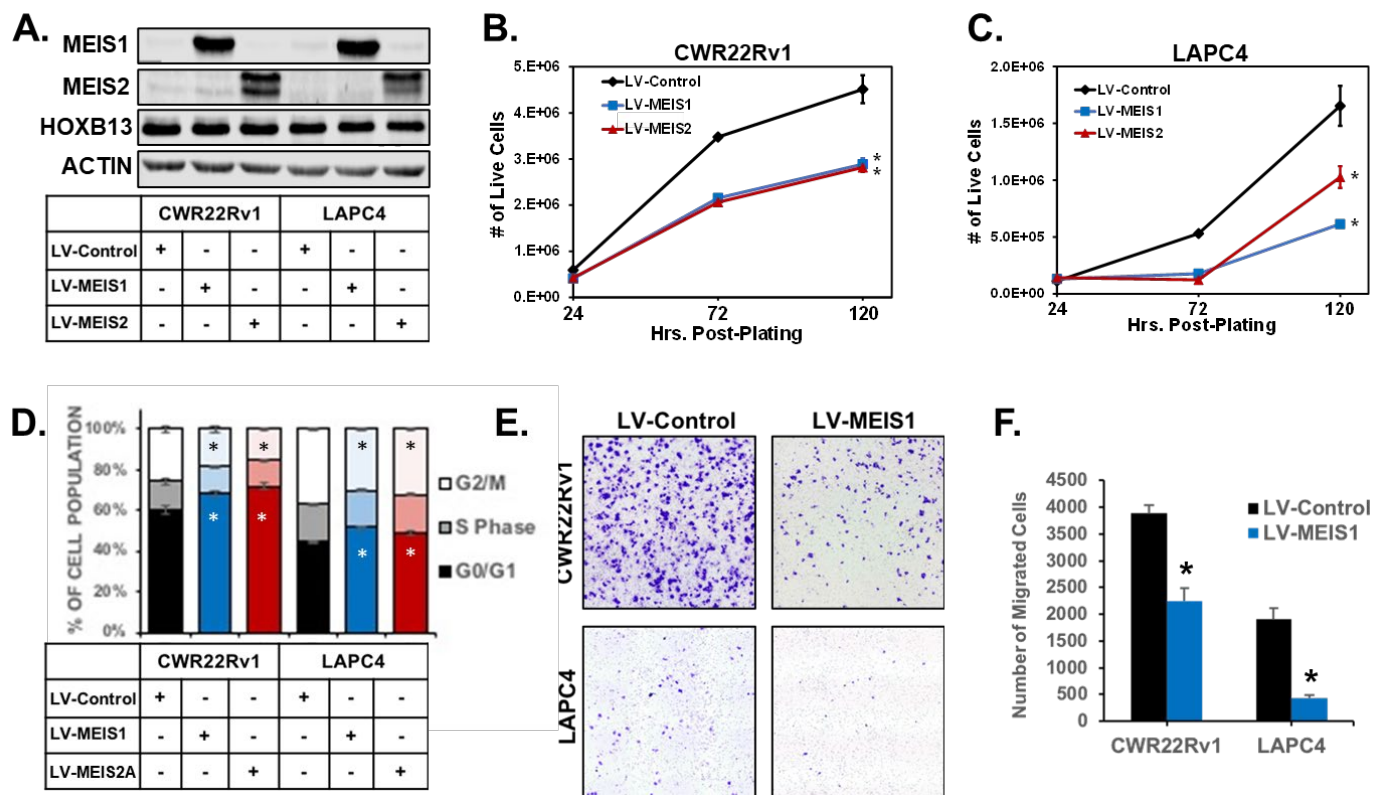 A.
MEIS1
MEIS2
HOXB13
ACTIN
CWR22Rv1 LAPC4
LV-Control + - - + - -
LV-MEIS1 - + - - + -
LV-MEIS2 - - + - - +
B.
CWR22Rv1
5.E+06
4.E+06
3.E+06
2.E+06
1.E+06
0.E+00
# of Live Cells
LV-Control
LV-MEIS1
LV-MEIS2
*
*
24 72 120
Hrs. Post-Plating
C.
LAPC4
2.0E+06
1.5E+06
1.0E+06
5.0E+05
0.0E+00
# of Live Cells
LV-Control
LV-MEIS1
LV-MEIS2
*
*
24 72 120
Hrs. Post-Plating
D.
% OF CELL POPULATION
100%
80%
60%
40%
20%
0%
* * * *
* * * *
G2/M
S Phase
G0/G1
CWR22Rv1 LAPC4
LV-Control + - - + - -
LV-MEIS1 - + - - + -
LV-MEIS2A - - + - - +
E.
LV-Control LV-MEIS1
CWR22Rv1
LAPC4
F.
Number of Migrated Cells
4500
4000
3500
3000
2500
2000
1500
1000
500
0
LV-Control
LV-MEIS1
*
*
CWR22Rv1 LAPC4